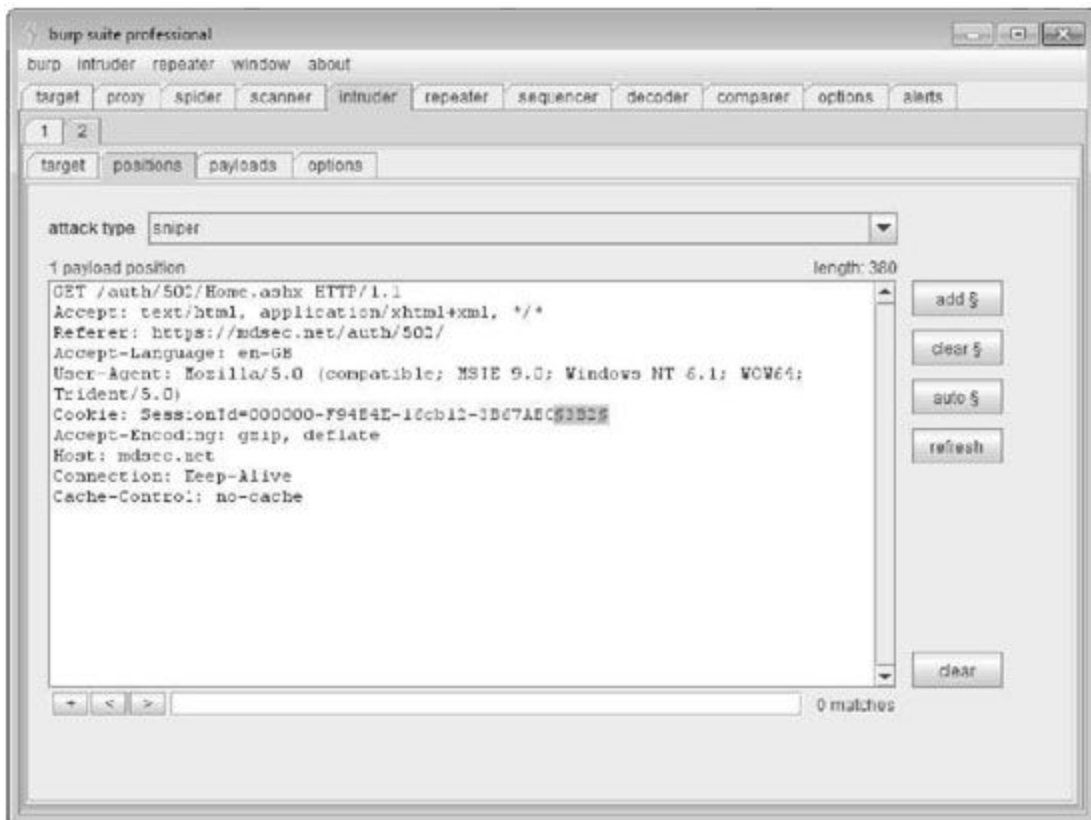 burp suite professional
burp intruder repeater window about
target proxy spider scanner intruder repeater sequencer decoder comparer options alerts
1 2
target positions payloads options
attack type sniper
1 payload position length: 380
GET /auth/502/Home.ashx HTTP/1.1
Accept: text/html, application/xhtml+xml, */*
Referer: https://mdsec.net/auth/502/
Accept-Language: en-GB
User-Agent: Mozilla/5.0 (compatible; MSIE 9.0; Windows NT 6.1; WOW64;
Trident/5.0)
Cookie:
Accept-Encoding: gzip, deflate
Host: mdsec.net
Connection: Keep-Alive
Cache-Control: no-cache
add §
clear §
auto §
refresh
clear
+ < > 0 matches